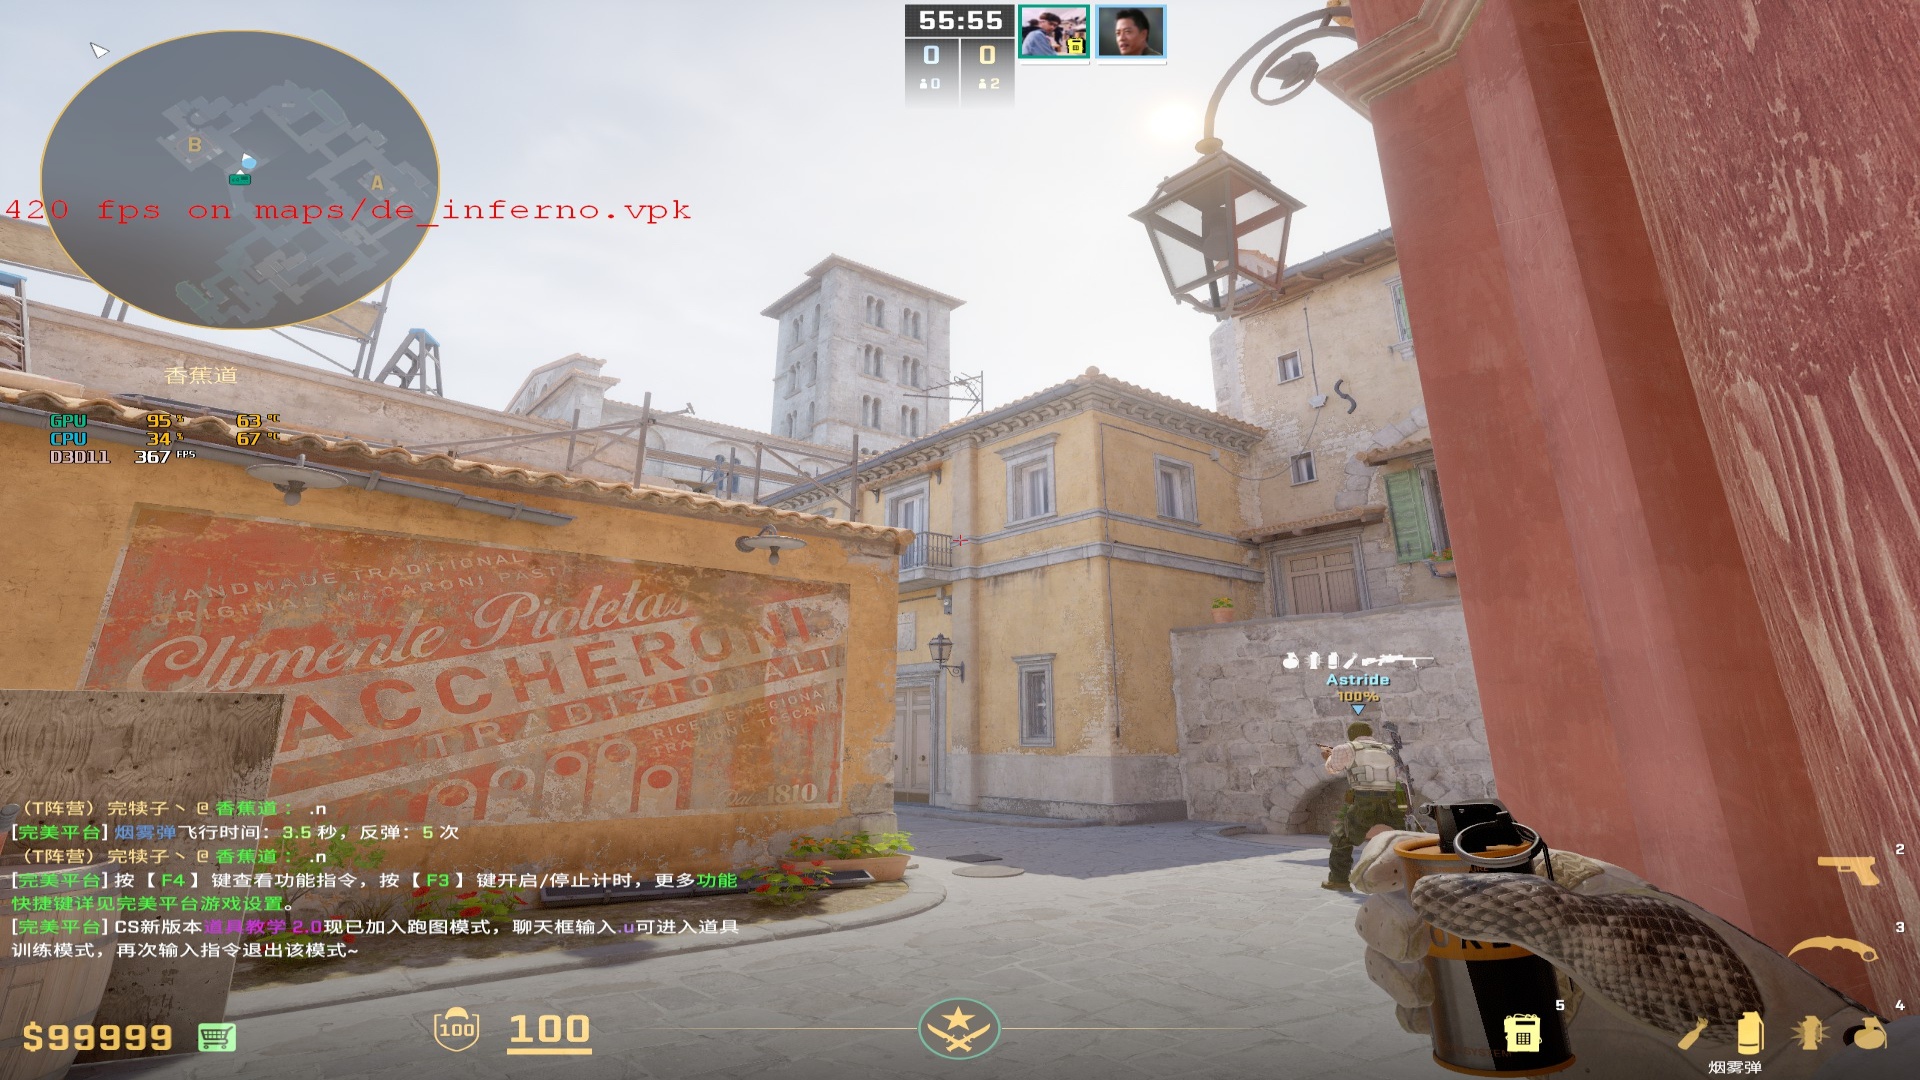 55:55
0 0
0 2
B
A
420 fps on maps/de_inferno.vpk
香蕉道
GPU 95 % 63 °C
CPU 34 % 67 °C
D3D11 367 FPS
HANDMADE TRADITIONAL
ORIGINAL MACARONI PASTA
Climente Pioletas
ACCHERONI
TRADIZIONALI
RICETTE REGIONA
TRAZIONE TOSCANA
1810
Astride
100%
（T阵营）完犊子丶 @ 香蕉道： .n
[完美平台] 烟雾弹飞行时间：3.5 秒，反弹：5 次
（T阵营）完犊子丶 @ 香蕉道： .n
[完美平台] 按【 F4 】键查看功能指令，按【 F3 】键开启/停止计时，更多功能
快捷键详见完美平台游戏设置。
[完美平台] CS新版本道具教学 2.0现已加入跑图模式，聊天框输入.u可进入道具
训练模式，再次输入指令退出该模式~
2
3
4
5
$99999
100
100
烟雾弹